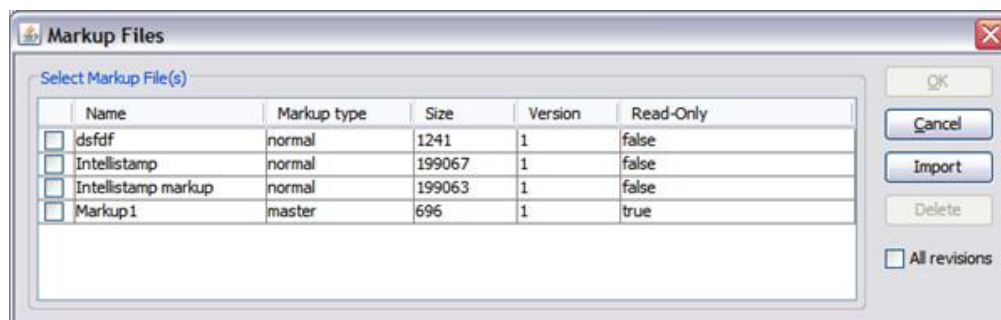 Markup Files
Select Markup File(s)
Name Markup type Size Version Read-Only
dsfdf normal 1241 1 false
Intellistamp normal 199067 1 false
Intellistamp markup normal 199063 1 false
Markup1 master 696 1 true
OK
Cancel
Import
Delete
All revisions